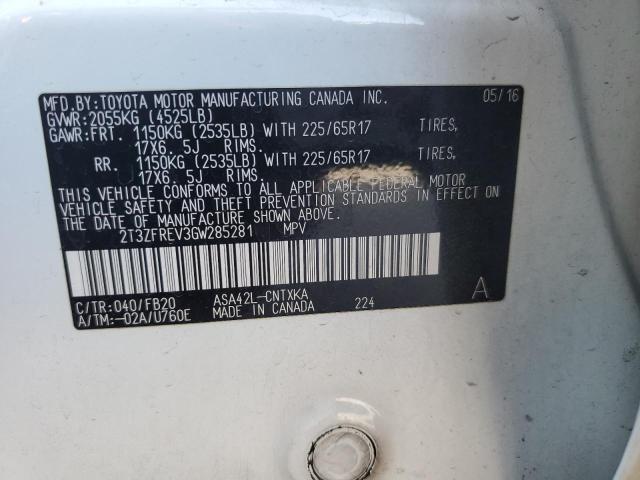 MFD.BY:TOYOTA MOTOR MANUFACTURING CANADA INC. 05/16
GVWR:2055KG (4525LB)
GAWR:FRT. 1150KG (2535LB) WITH 225/65R17 TIRES,
17X6.5J RIMS.
RR. 1150KG (2535LB) WITH 225/65R17 TIRES,
17X6.5J RIMS.
THIS VEHICLE CONFORMS TO ALL APPLICABLE FEDERAL MOTOR
VEHICLE SAFETY AND THEFT PREVENTION STANDARDS IN EFFECT ON
THE DATE OF MANUFACTURE SHOWN ABOVE.
2T3ZFREV3GW285281 MPV
C/TR:040/FB20 ASA42L-CNTXKA A
A/TM:-02A/U760E MADE IN CANADA 224